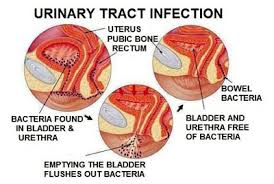 URINARY TRACT INFECTION
UTERUS
PUBIC BONE
RECTUM
BOWEL
BACTERIA
BACTERIA FOUND
IN BLADDER &
URETHRA
BLADDER AND
URETHRA FREE
OF BACTERIA
EMPTYING THE BLADDER
FLUSHES OUT BACTERIA